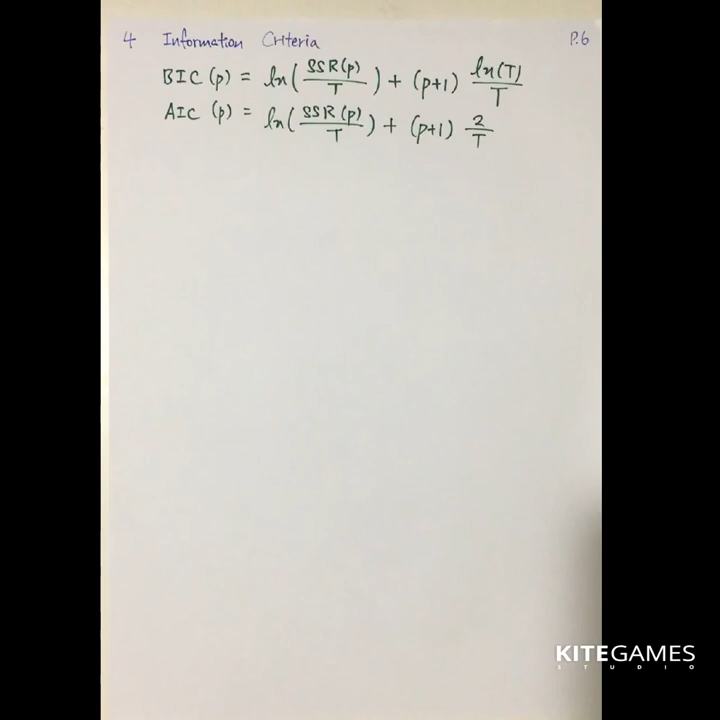 4 Information Criteria P.6
BIC (p) = ln( SSR(p) / T ) + (p+1) ln(T) / T
AIC (p) = ln( SSR(p) / T ) + (p+1) 2 / T
KITEGAMES
STUDIO